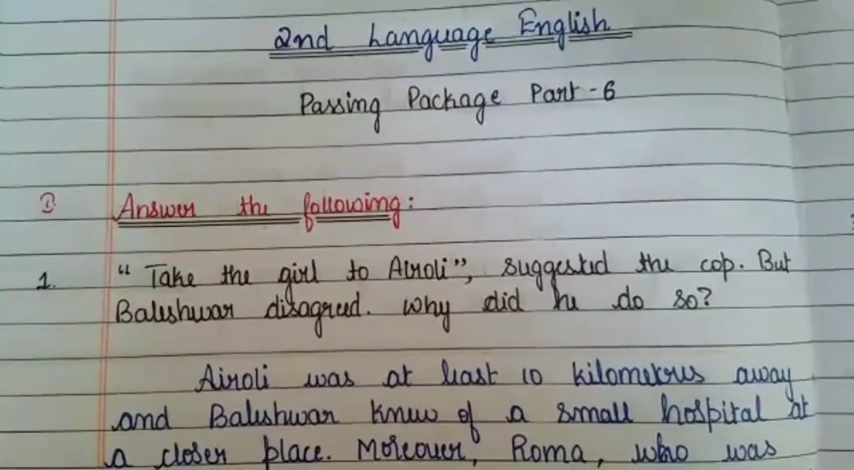 2nd Language English
Passing Package Part - 6
I Answer the following:
1. "Take the girl to Airoli", suggested the cop. But
Baleshwar disagreed. Why did he do so?
Airoli was at least 10 kilometres away
and Baleshwar knew of a small hospital at
a closer place. Moreover, Roma, who was